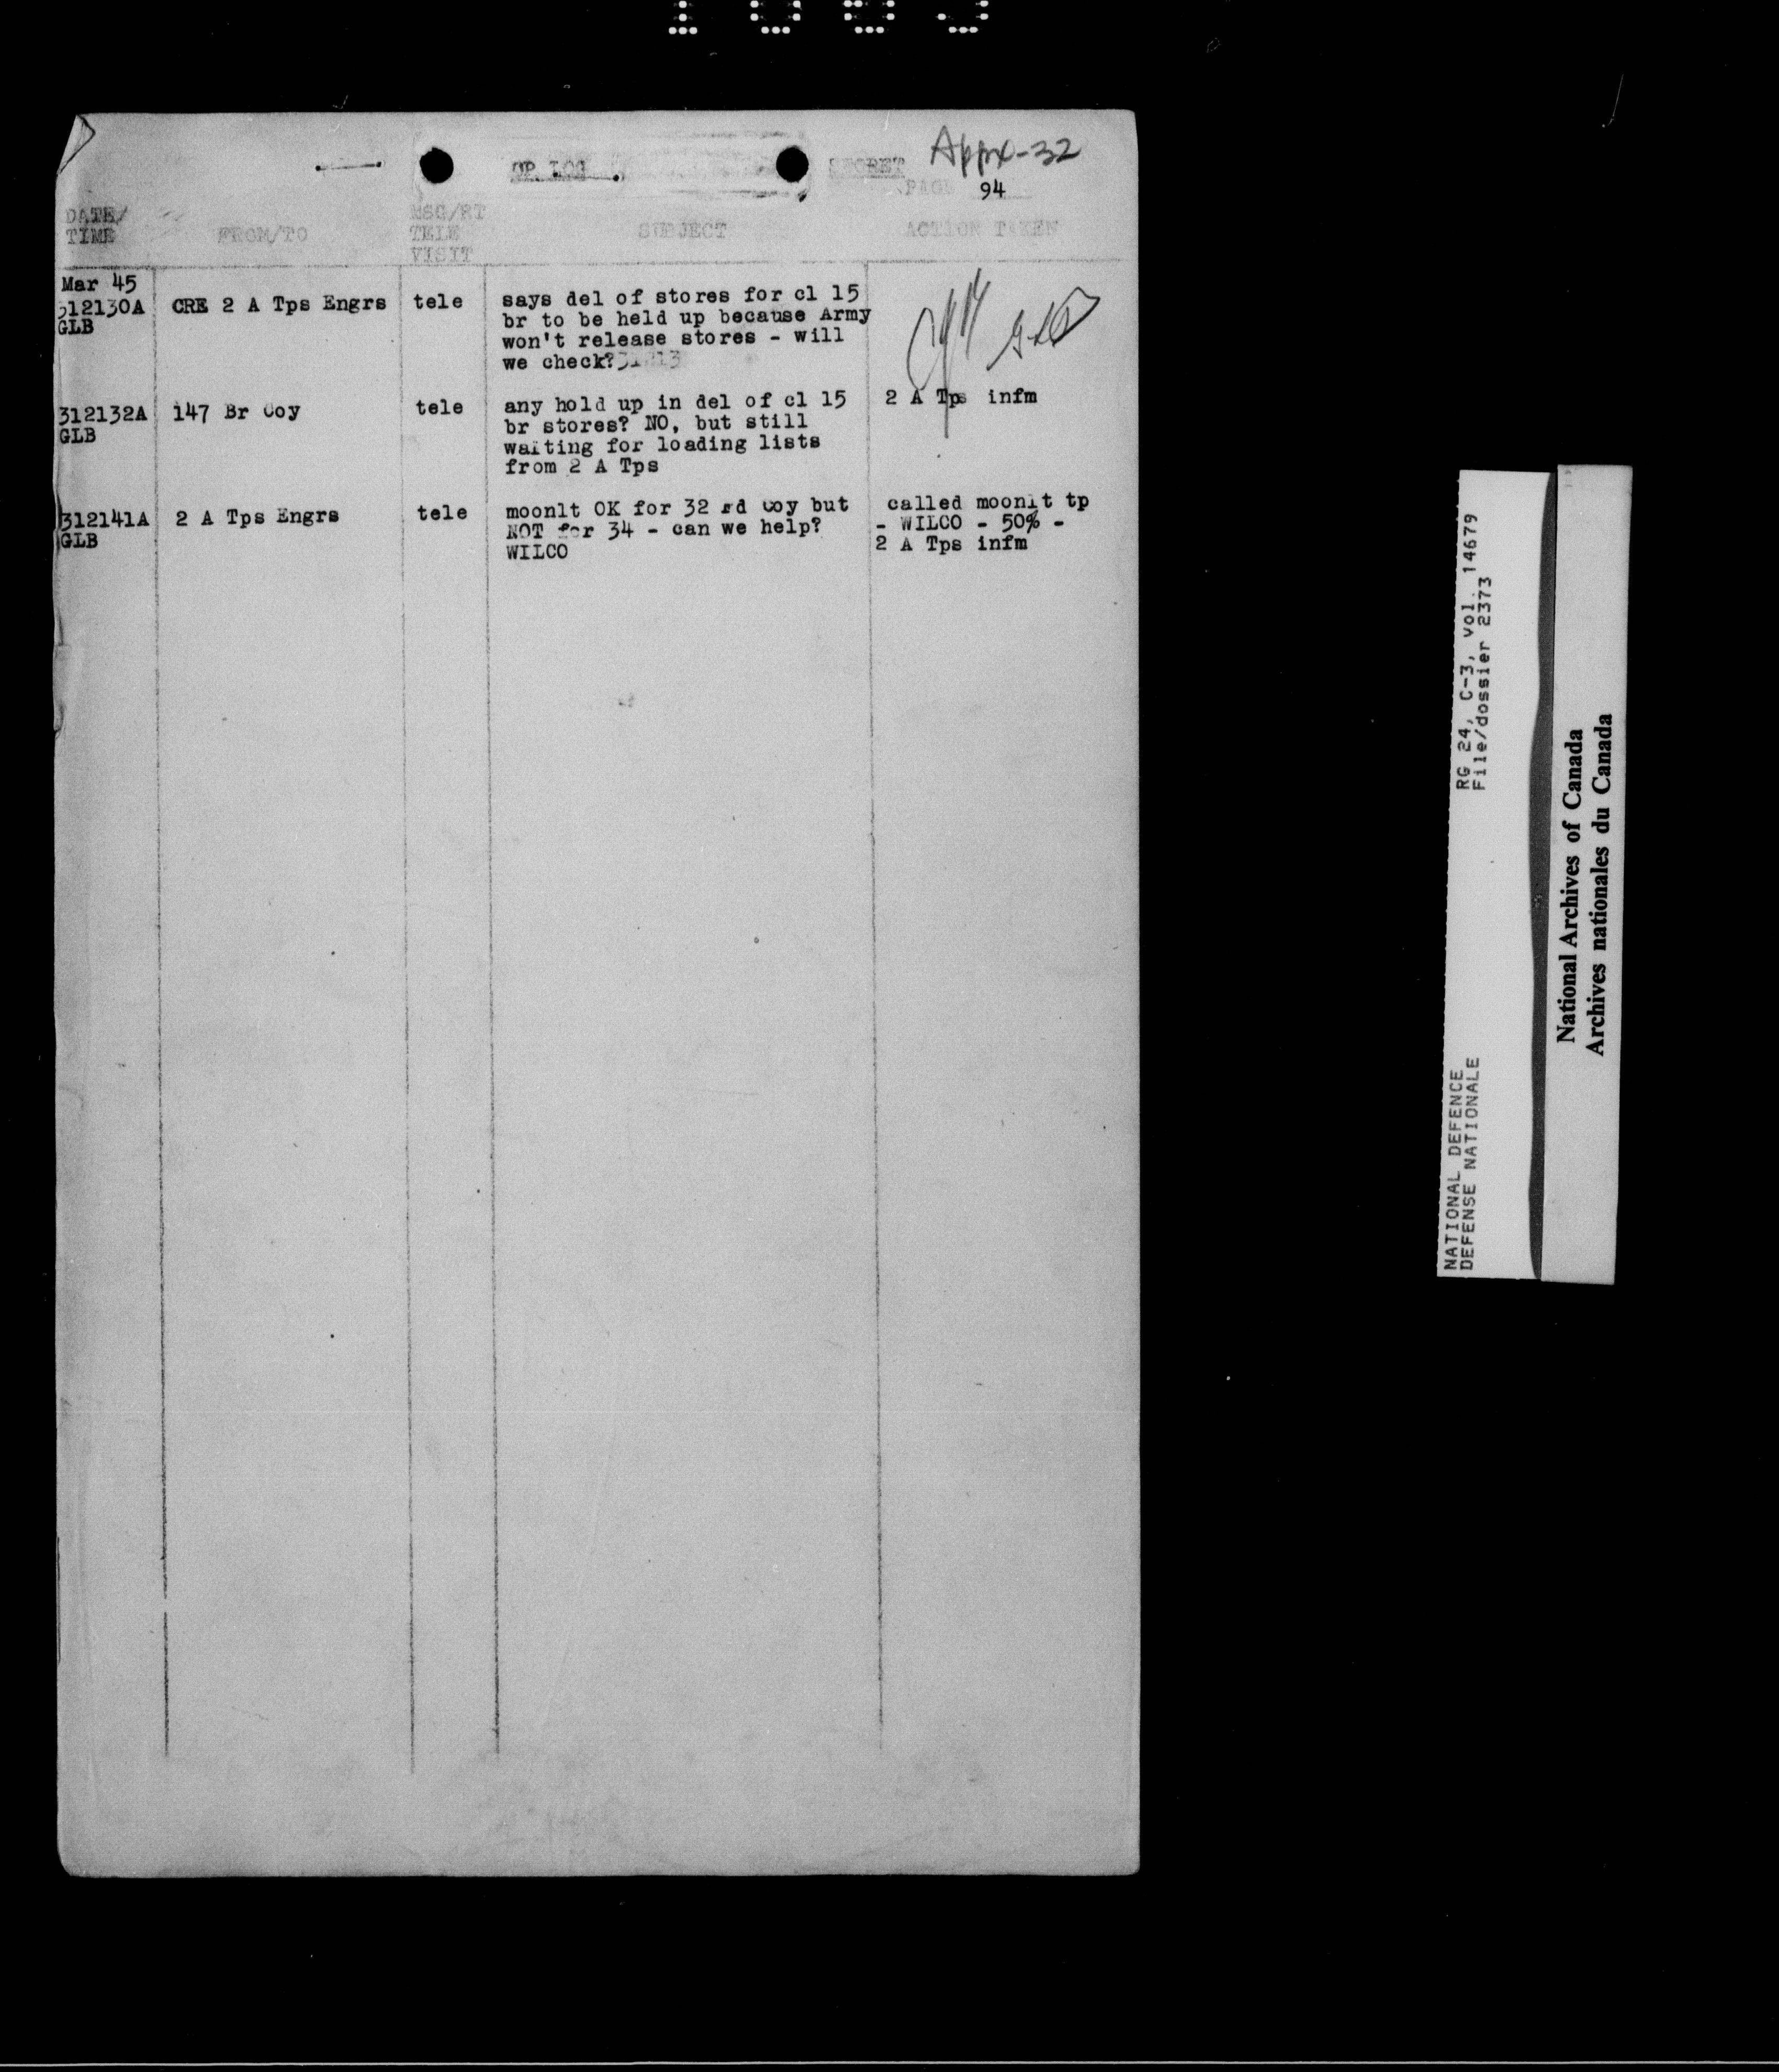 Appx-32
OP LOG
SECRET
PAGE 94
DATE/
TIME
FROM/TO
MSG/RT
TELE
VISIT
SUBJECT
ACTION TAKEN
Mar 45
312130A CRE 2 A Tps Engrs tele says del of stores for cl 15
GLB br to be held up because Army
won't release stores - will
we check?
312132A 147 Br Coy tele any hold up in del of cl 15 2 A Tps infm
GLB br stores? NO, but still
waiting for loading lists
from 2 A Tps
312141A 2 A Tps Engrs tele moonlt OK for 32 rd Coy but called moonlt tp
GLB NOT for 34 - can we help? - WILCO - 50% -
WILCO 2 A Tps infm
NATIONAL DEFENCE RG 24, C-3, Vol. 14679
DEFENSE NATIONALE File/dossier 2373
National Archives of Canada
Archives nationales du Canada